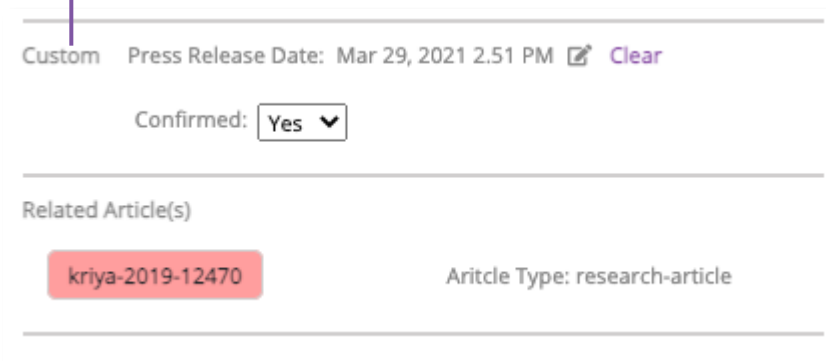 Custom Press Release Date: Mar 29, 2021 2.51 PM Clear
Confirmed: Yes
Related Article(s)
kriya-2019-12470 Aritcle Type: research-article